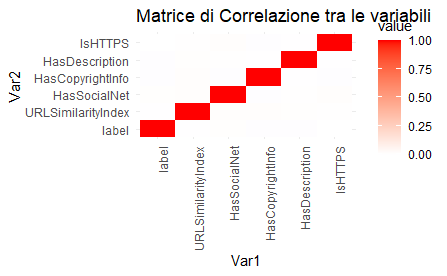 Matrice di Correlazione tra le variabili
value
1.00
0.75
0.50
0.25
0.00
Var2
IsHTTPS
HasDescription
HasCopyrightInfo
HasSocialNet
URLSimilarityIndex
label
label
URLSimilarityIndex
HasSocialNet
HasCopyrightInfo
HasDescription
IsHTTPS
Var1